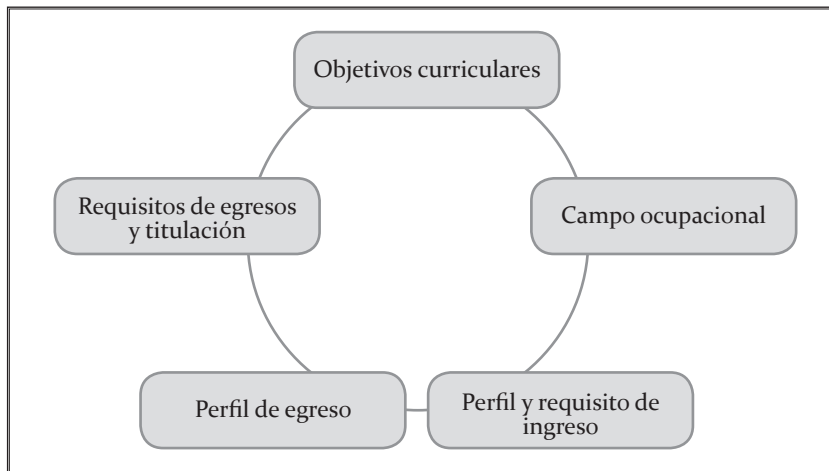 Objetivos curriculares
Requisitos de egresos
y titulación
Campo ocupacional
Perfil de egreso
Perfil y requisito de
ingreso